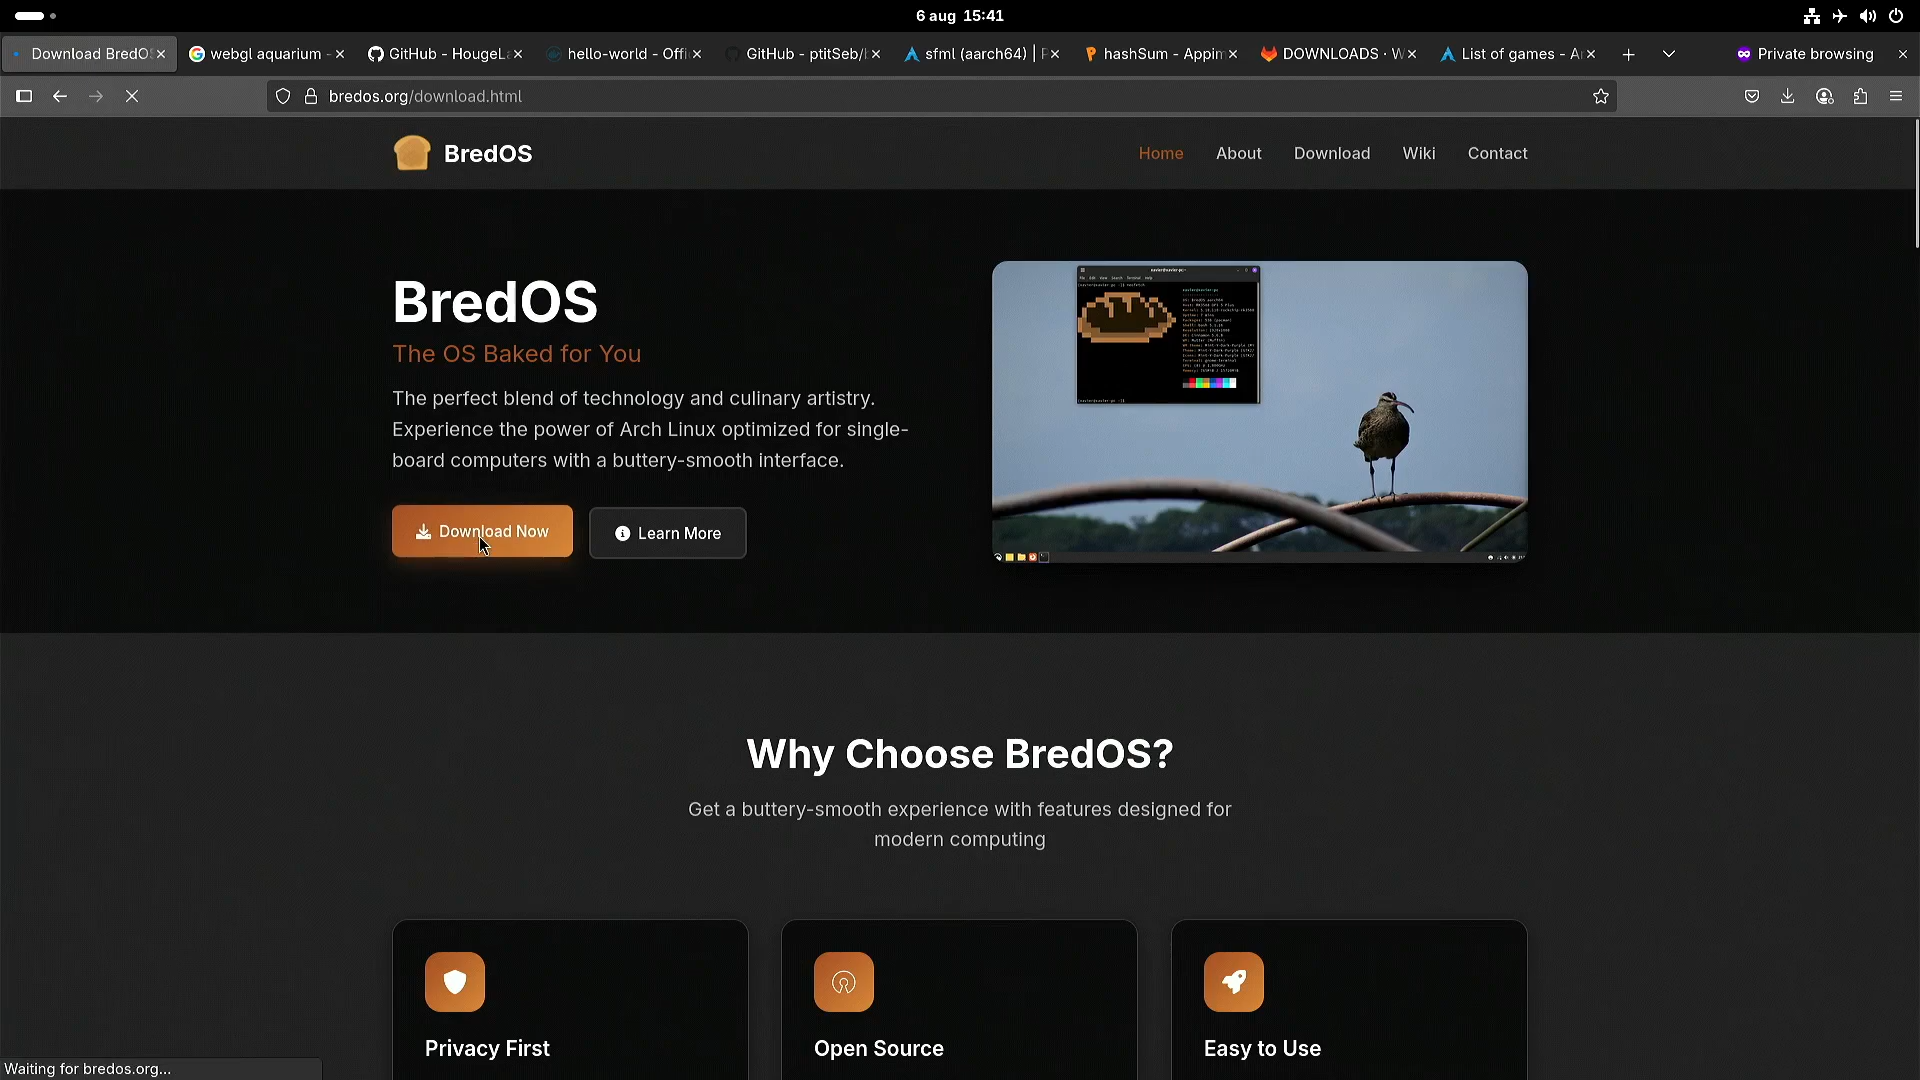 6 aug 15:41
Download BredOS
webgl aquarium -
GitHub - HougeL
hello-world - Offi
GitHub - ptitSeb/
sfml (aarch64) |
hashSum - Appim
DOWNLOADS · W
List of games - A
Private browsing
bredos.org/download.html
BredOS
Home
About
Download
Wiki
Contact
BredOS
The OS Baked for You
The perfect blend of technology and culinary artistry.
Experience the power of Arch Linux optimized for single-
board computers with a buttery-smooth interface.
Download Now
Learn More
Why Choose BredOS?
Get a buttery-smooth experience with features designed for
modern computing
Privacy First
Open Source
Easy to Use
Waiting for bredos.org...